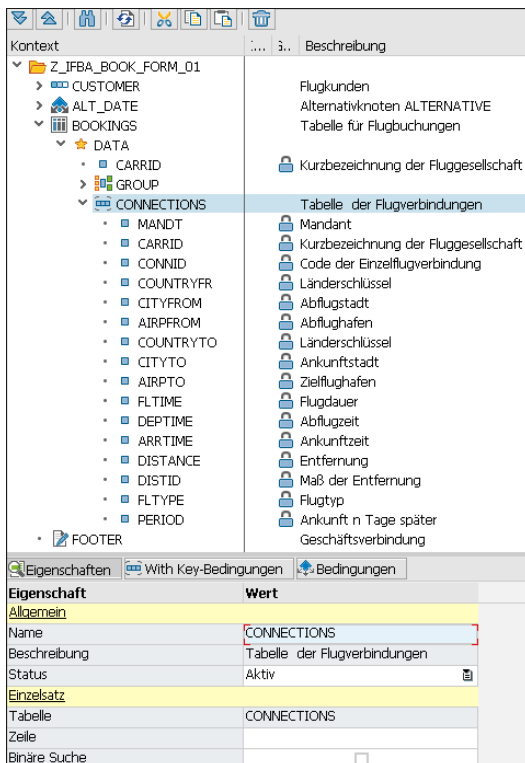 Kontext :... ᵢ.. Beschreibung
Z_IFBA_BOOK_FORM_01
CUSTOMER Flugkunden
ALT_DATE Alternativknoten ALTERNATIVE
BOOKINGS Tabelle für Flugbuchungen
DATA
CARRID Kurzbezeichnung der Fluggesellschaft
GROUP
CONNECTIONS Tabelle der Flugverbindungen
MANDT Mandant
CARRID Kurzbezeichnung der Fluggesellschaft
CONNID Code der Einzelflugverbindung
COUNTRYFR Länderschlüssel
CITYFROM Abflugstadt
AIRPFROM Abflughafen
COUNTRYTO Länderschlüssel
CITYTO Ankunftstadt
AIRPTO Zielflughafen
FLTIME Flugdauer
DEPTIME Abflugzeit
ARRTIME Ankunftzeit
DISTANCE Entfernung
DISTID Maß der Entfernung
FLTYPE Flugtyp
PERIOD Ankunft n Tage später
FOOTER Geschäftsverbindung
Eigenschaften With Key-Bedingungen Bedingungen
Eigenschaft Wert
Allgemein
Name CONNECTIONS
Beschreibung Tabelle der Flugverbindungen
Status Aktiv
Einzelsatz
Tabelle CONNECTIONS
Zeile
Binäre Suche